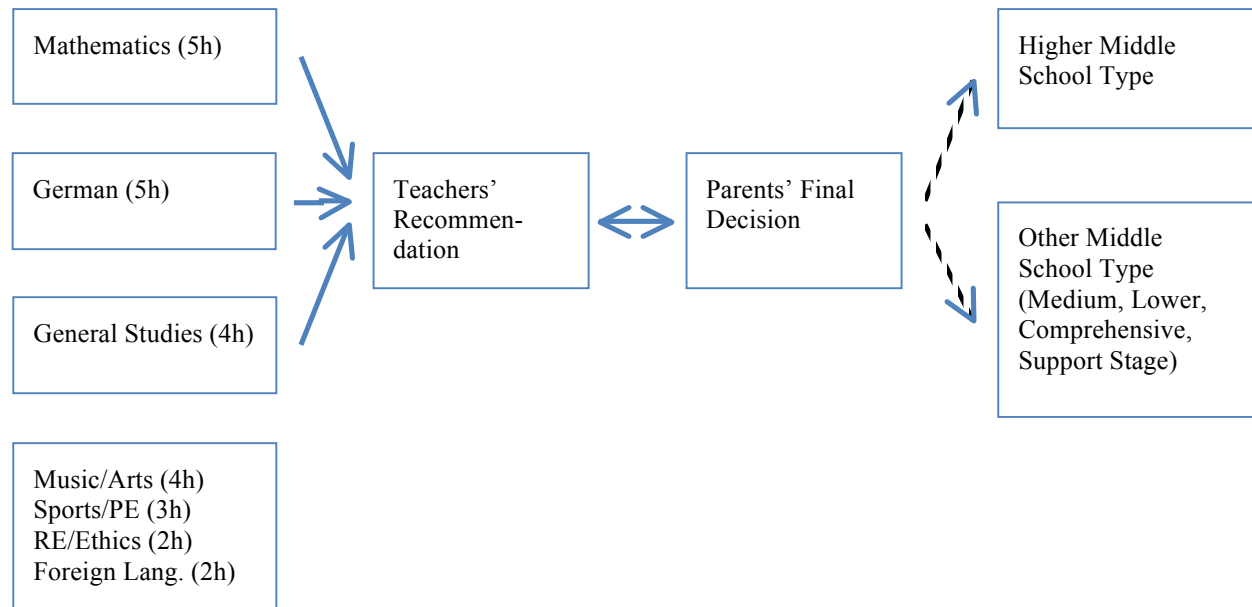 Mathematics (5h)
German (5h)
General Studies (4h)
Music/Arts (4h)
Sports/PE (3h)
RE/Ethics (2h)
Foreign Lang. (2h)
Teachers’
Recommen-
dation
Parents’ Final
Decision
Higher Middle
School Type
Other Middle
School Type
(Medium, Lower,
Comprehensive,
Support Stage)